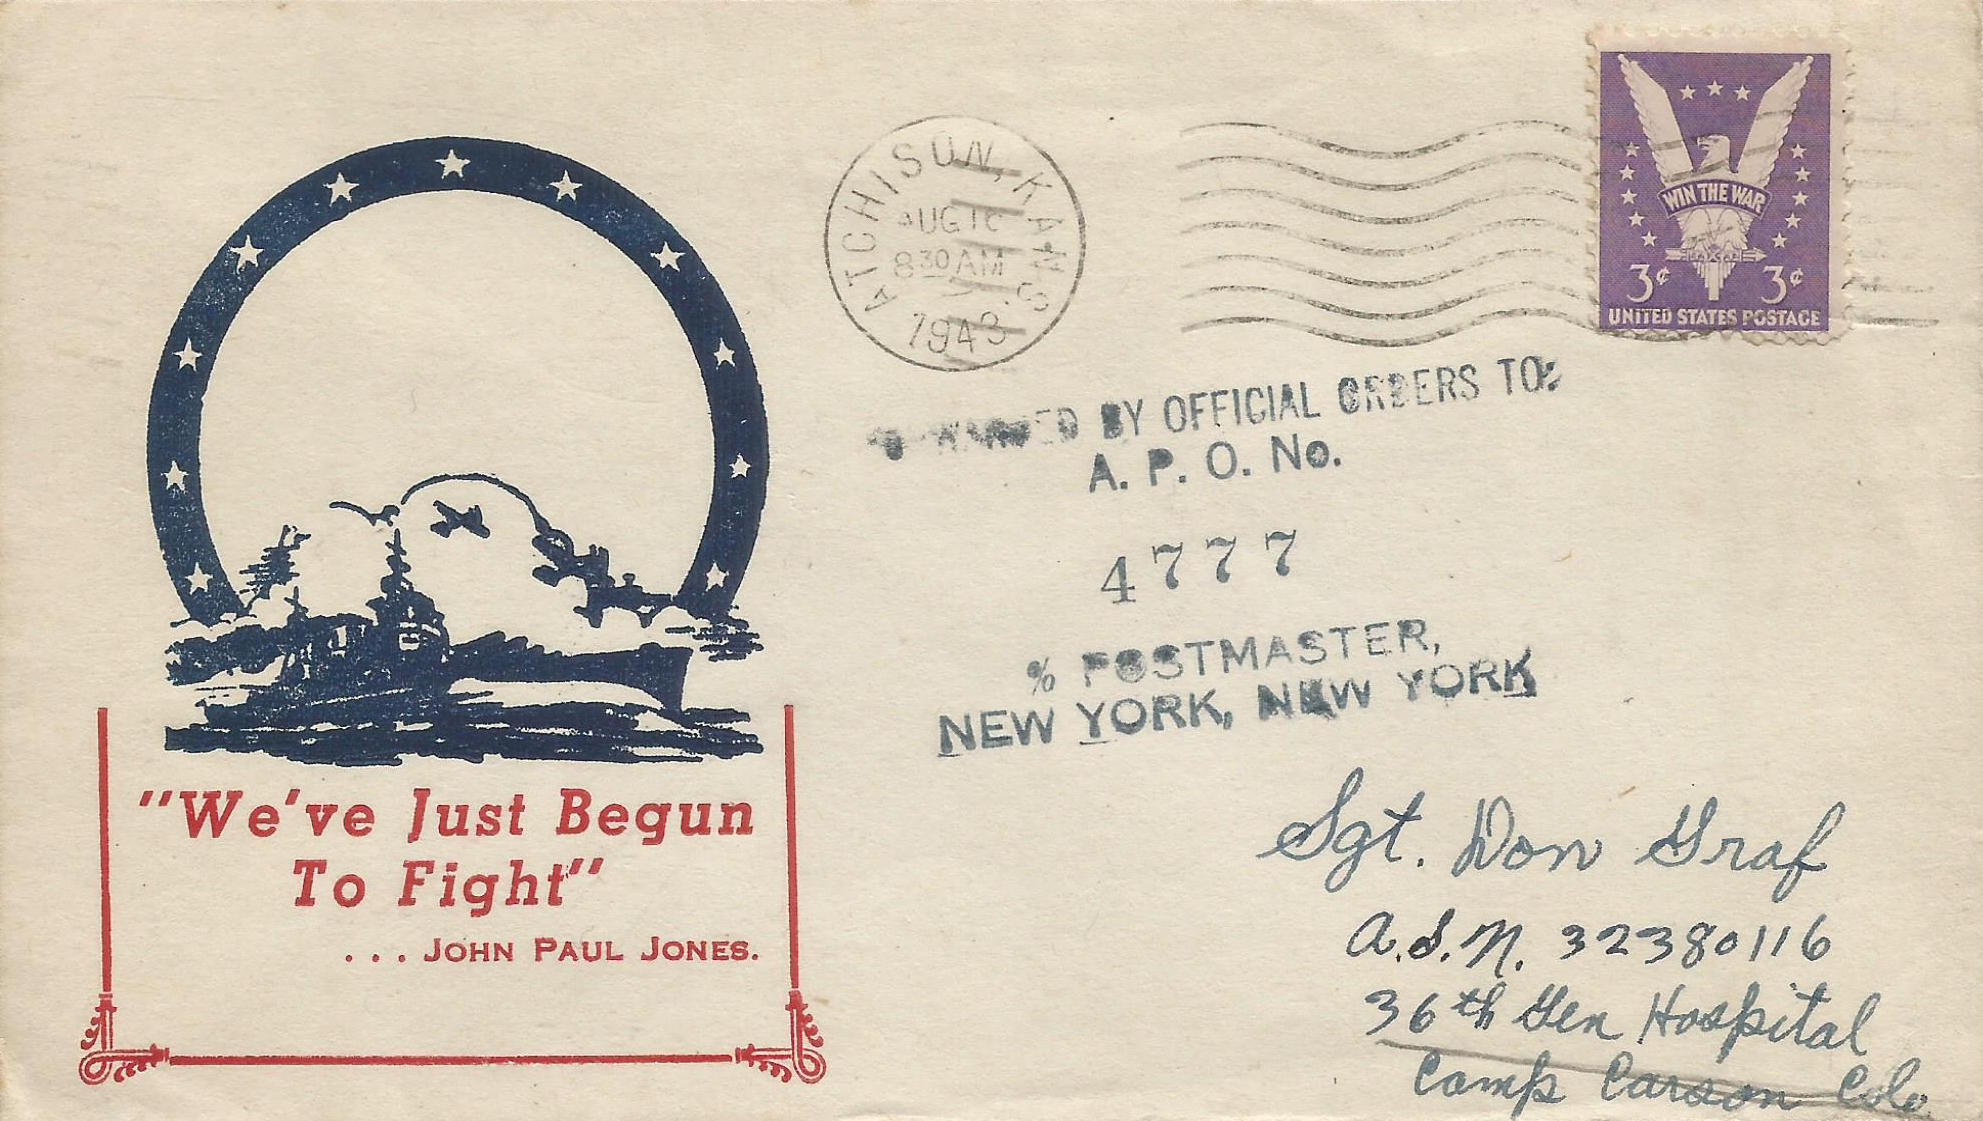 ATCHISON, KANS.
AUG 16
8 30 AM
1943
WIN THE WAR
3¢ 3¢
UNITED STATES POSTAGE
BY OFFICIAL ORDERS TO:
A. P. O. No.
4777
% POSTMASTER,
NEW YORK, NEW YORK
"We've Just Begun
To Fight"
... JOHN PAUL JONES.
Sgt. Don Graf
A.S.N. 32380116
36th Gen Hospital
Camp Carson Colo